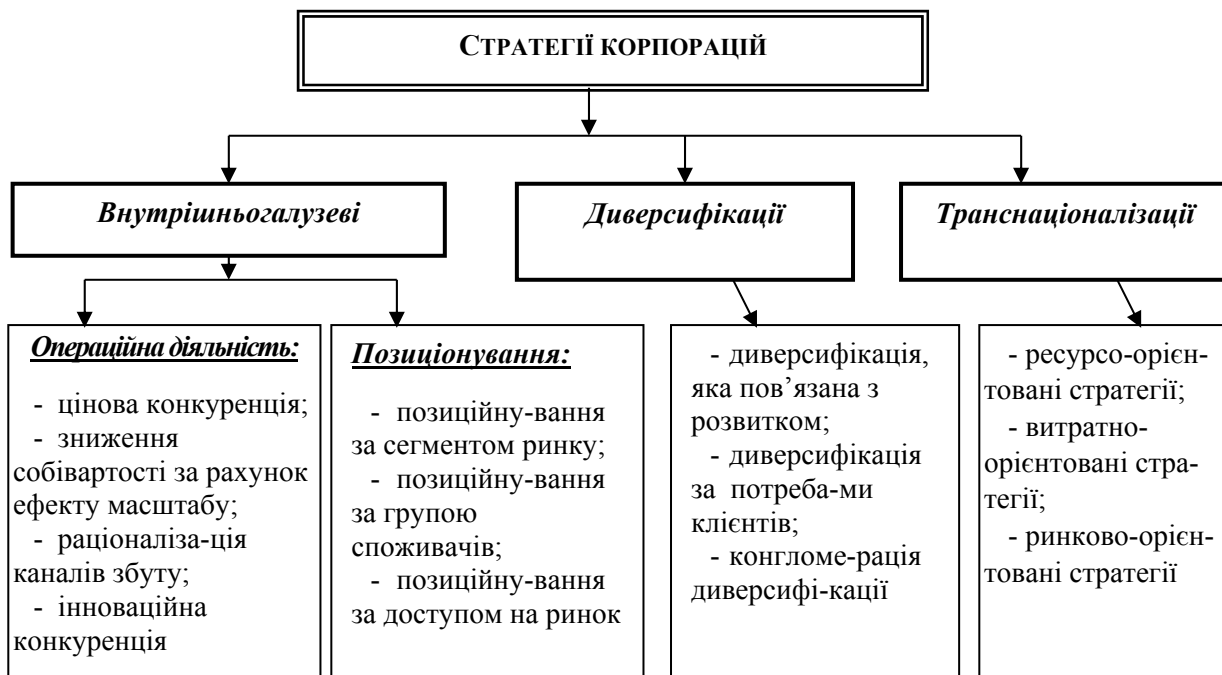 СТРАТЕГІЇ КОРПОРАЦІЙ
Внутрішньогалузеві
Диверсифікації
Транснаціоналізації
Операційна діяльність:
- цінова конкуренція;
- зниження
собівартості за рахунок
ефекту масштабу;
- раціоналіза-ція
каналів збуту;
- інноваційна
конкуренція
Позиціонування:
- позиційну-вання
за сегментом ринку;
- позиційну-вання
за групою
споживачів;
- позиційну-вання
за доступом на ринок
- диверсифікація,
яка пов’язана з
розвитком;
- диверсифікація
за потреба-ми
клієнтів;
- конгломе-рація
диверсифі-кації
- ресурсо-орієн-
товані стратегії;
- витратно-
орієнтовані стра-
тегії;
- ринково-орієн-
товані стратегії